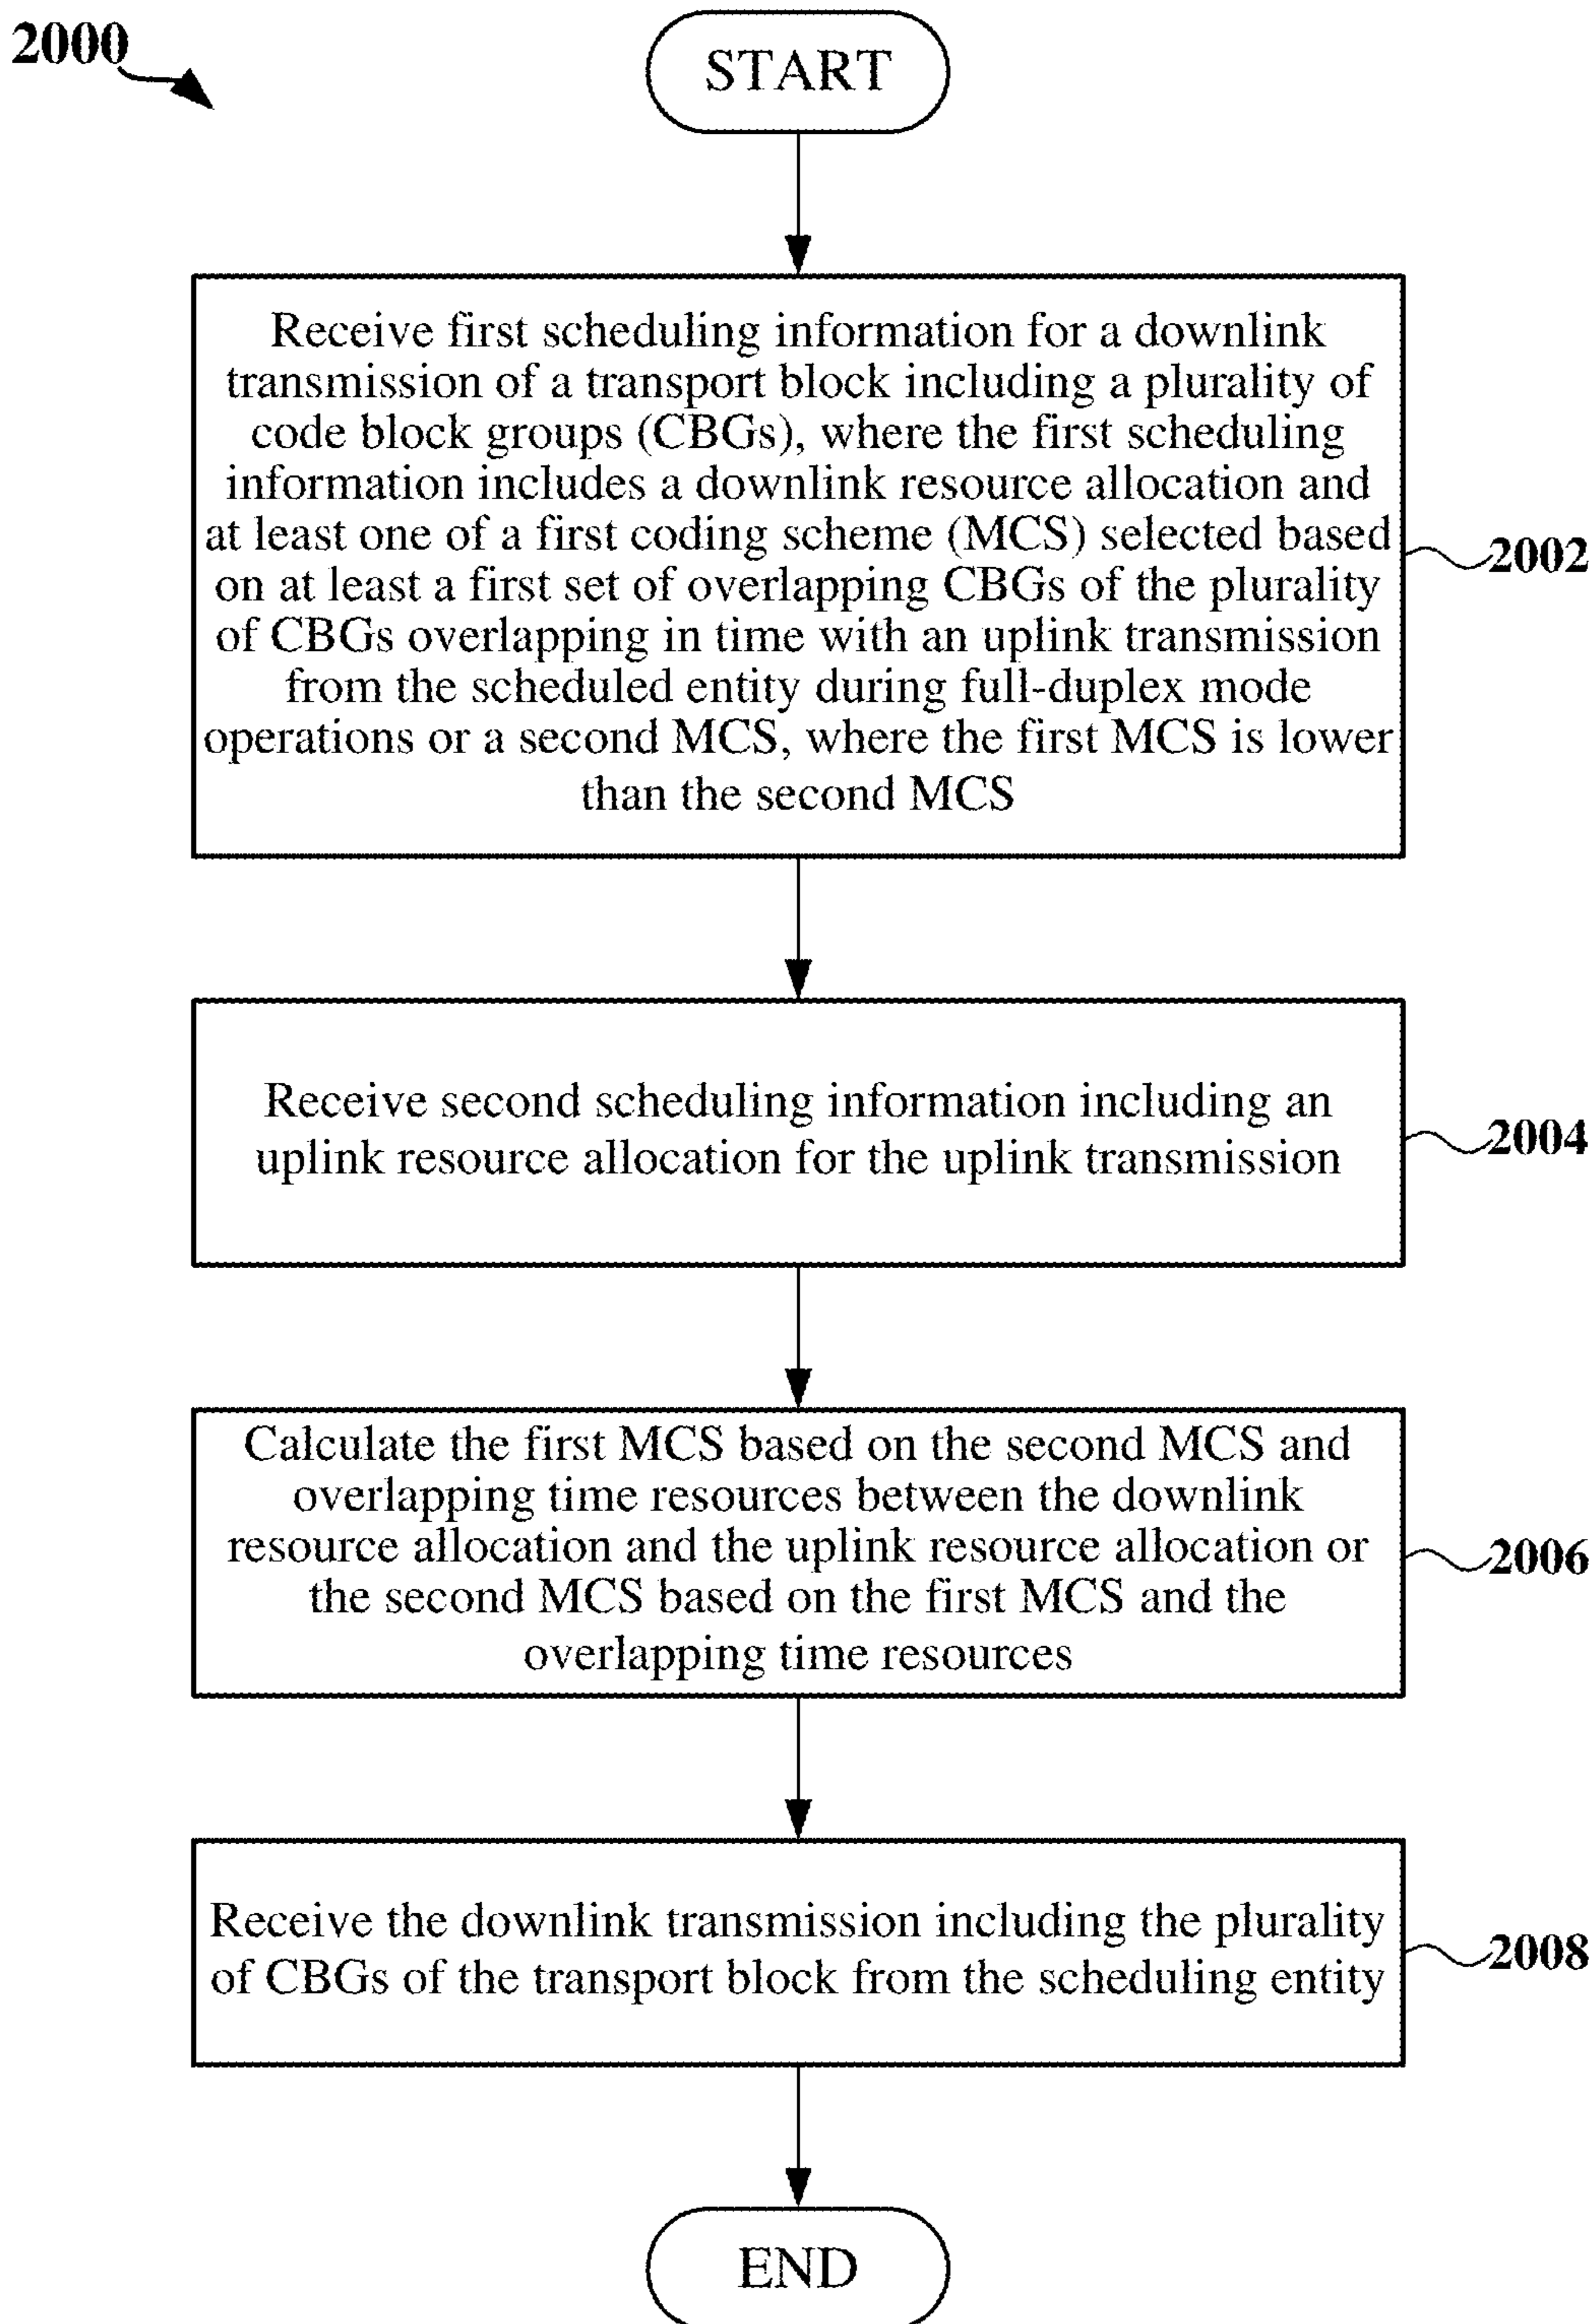 2000
START
Receive first scheduling information for a downlink
transmission of a transport block including a plurality of
code block groups (CBGs), where the first scheduling
information includes a downlink resource allocation and
at least one of a first coding scheme (MCS) selected based
on at least a first set of overlapping CBGs of the plurality
of CBGs overlapping in time with an uplink transmission
from the scheduled entity during full-duplex mode
operations or a second MCS, where the first MCS is lower
than the second MCS
2002
Receive second scheduling information including an
uplink resource allocation for the uplink transmission
2004
Calculate the first MCS based on the second MCS and
overlapping time resources between the downlink
resource allocation and the uplink resource allocation or
the second MCS based on the first MCS and the
overlapping time resources
2006
Receive the downlink transmission including the plurality
of CBGs of the transport block from the scheduling entity
2008
END